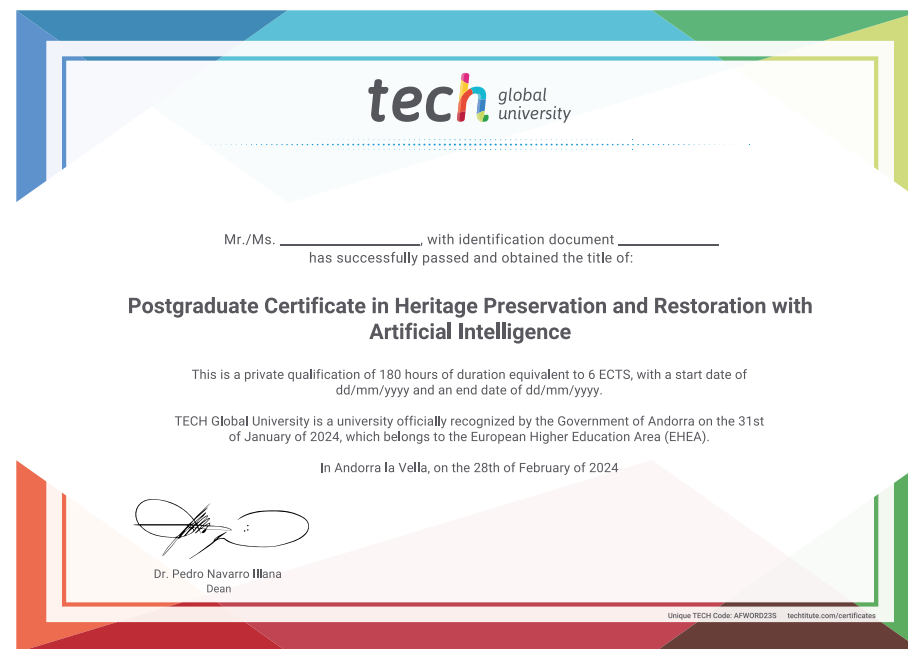 tech global university
Mr./Ms. ____________, with identification document ____________
has successfully passed and obtained the title of:
Postgraduate Certificate in Heritage Preservation and Restoration with
Artificial Intelligence
This is a private qualification of 180 hours of duration equivalent to 6 ECTS, with a start date of
dd/mm/yyyy and an end date of dd/mm/yyyy.
TECH Global University is a university officially recognized by the Government of Andorra on the 31st
of January of 2024, which belongs to the European Higher Education Area (EHEA).
In Andorra la Vella, on the 28th of February of 2024
Dr. Pedro Navarro Illana
Dean
Unique TECH Code: AFWORD23S techtitute.com/certificates